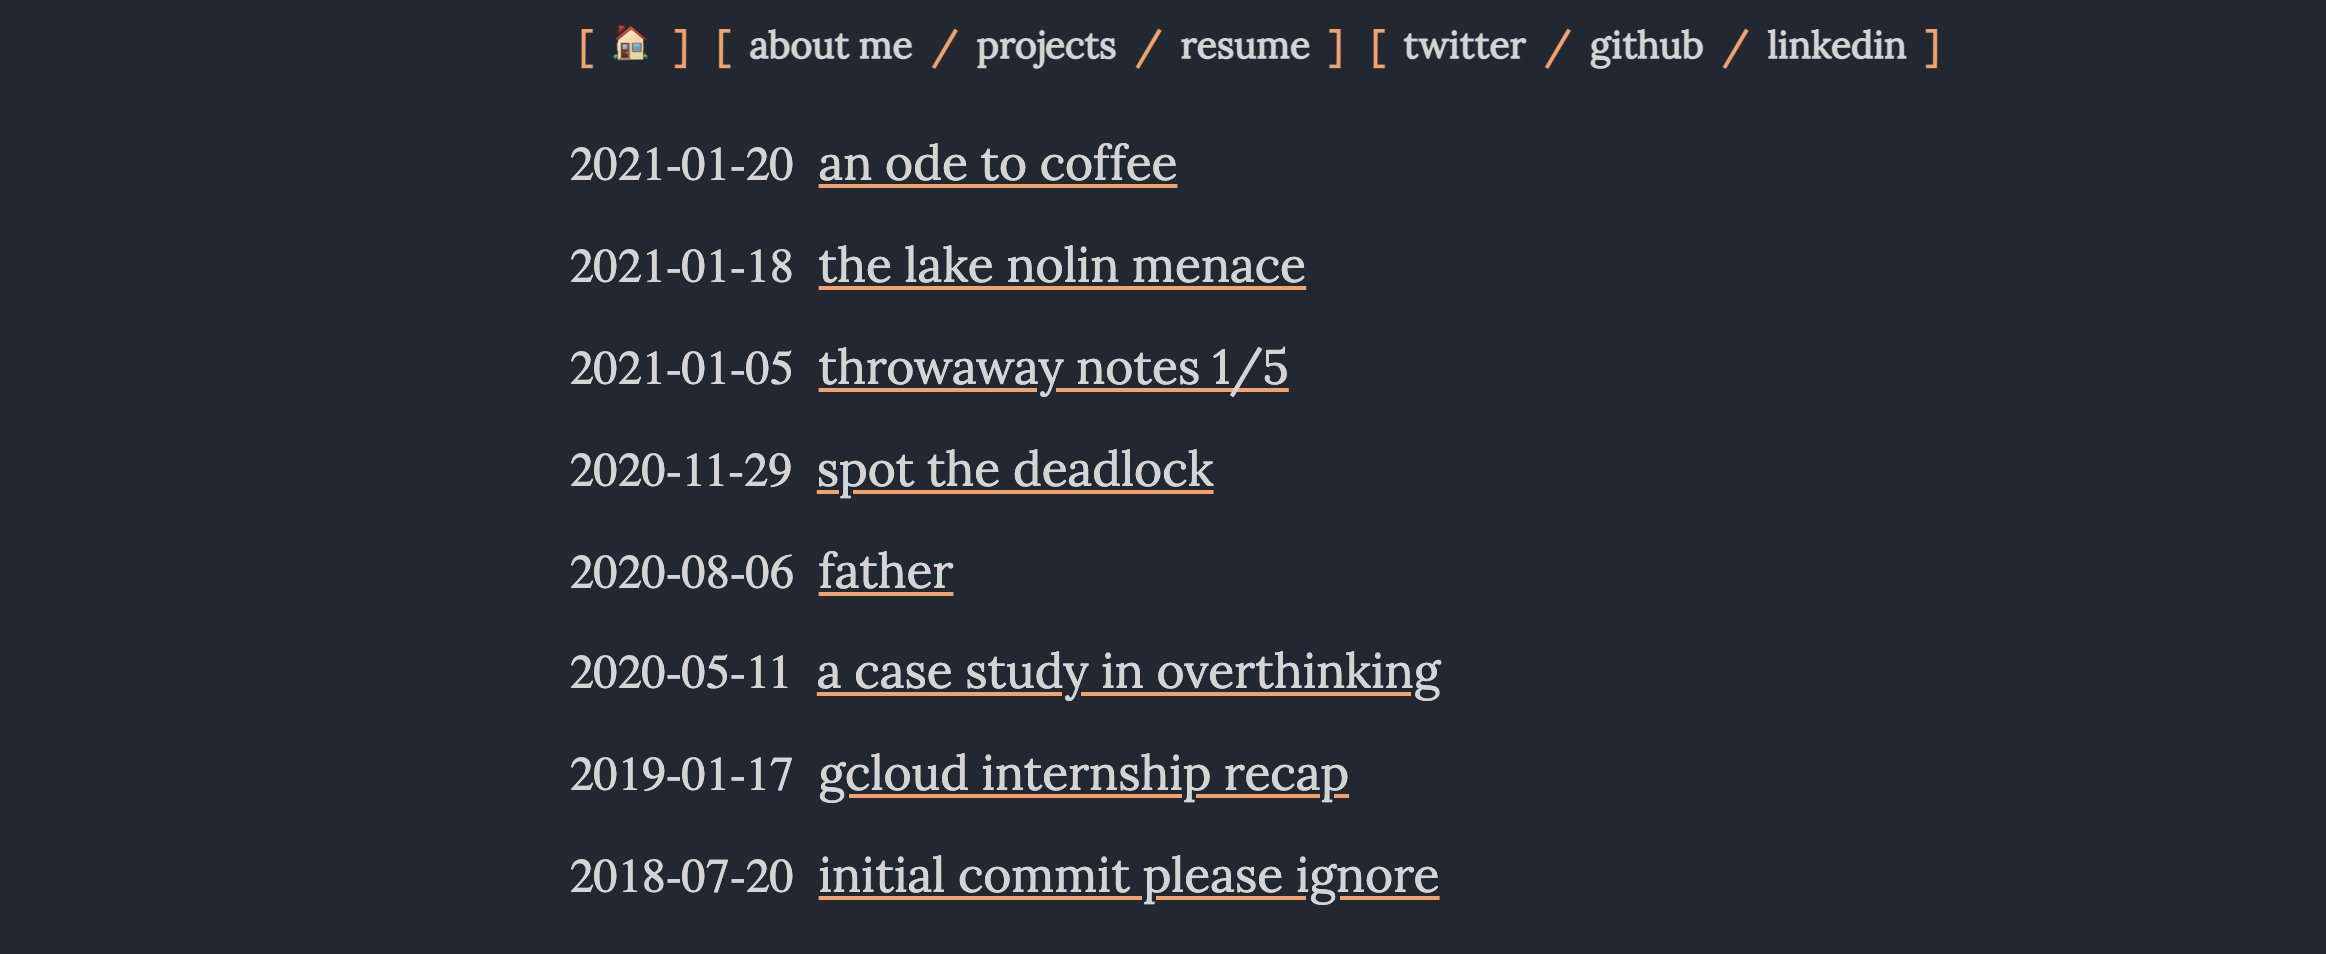 [ 🏠 ] [ about me / projects / resume ] [ twitter / github / linkedin ]
2021-01-20 an ode to coffee
2021-01-18 the lake nolin menace
2021-01-05 throwaway notes 1/5
2020-11-29 spot the deadlock
2020-08-06 father
2020-05-11 a case study in overthinking
2019-01-17 gcloud internship recap
2018-07-20 initial commit please ignore